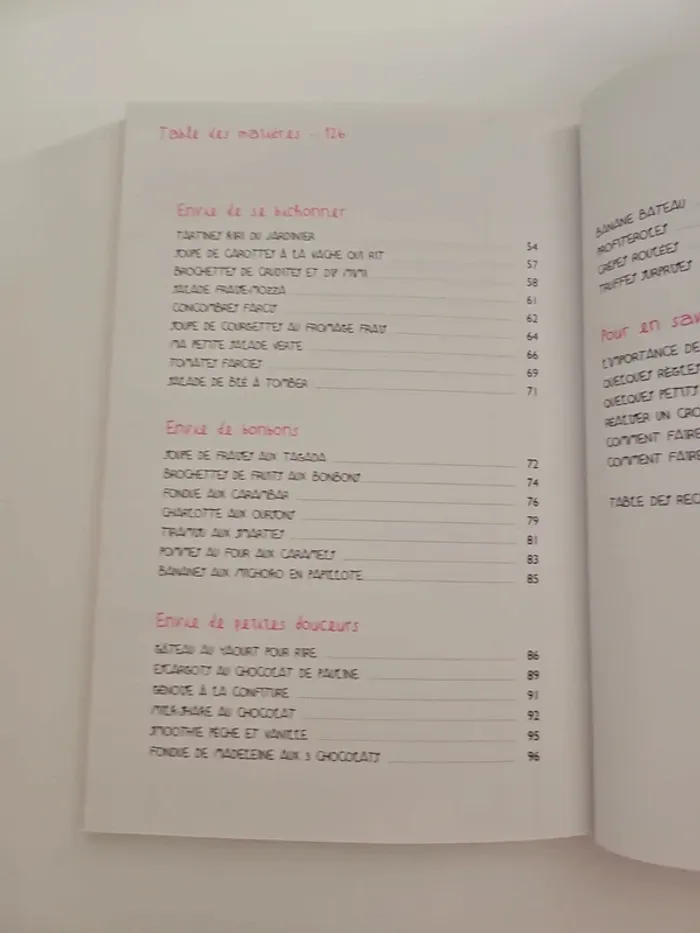 Table des matières - 126
Envie de se bichonner
TARTINES KIRI DU JARDINIER 54
SOUPE DE CAROTTES À LA VACHE QUI RIT 57
BROCHETTES DE CRUDITÉS ET DIP MIMI 58
SALADE FRAISE/MOZZA 61
CONCOMBRES FARCIS 62
SOUPE DE COURGETTES AU FROMAGE FRAIS 64
MA PETITE SALADE VERTE 66
TOMATES FARCIES 69
SALADE DE BLÉ À TOMBER 71
Envie de bonbons
SOUPE DE FRAISES AUX TAGADA 72
BROCHETTES DE FRUITS AUX BONBONS 74
FONDUE AUX CARAMBAR 76
CHARLOTTE AUX OURSONS 79
TIRAMISU AUX SMARTIES 81
POMMES AU FOUR AUX CARAMELS 83
BANANES AUX MICHOKO EN PAPILLOTE 85
Envie de petites douceurs
GÂTEAU AU YAOURT POUR RIRE 86
ESCARGOTS AU CHOCOLAT DE PAULINE 89
GÉNOISE À LA CONFITURE 91
MILK-SHAKE AU CHOCOLAT 92
SMOOTHIE PÊCHE ET VANILLE 95
FONDUE DE MADELEINE AUX 3 CHOCOLATS 96
BANANE BATEAU
PROFITEROLES
CRÊPES ROULÉES
TRUFFES SURPRISES
Pour en sav
L'IMPORTANCE DE
QUELQUES RÈGLES
QUELQUES PETITS
RÉALISER UN CRO
COMMENT FAIRE
COMMENT FAIRE
TABLE DES REC